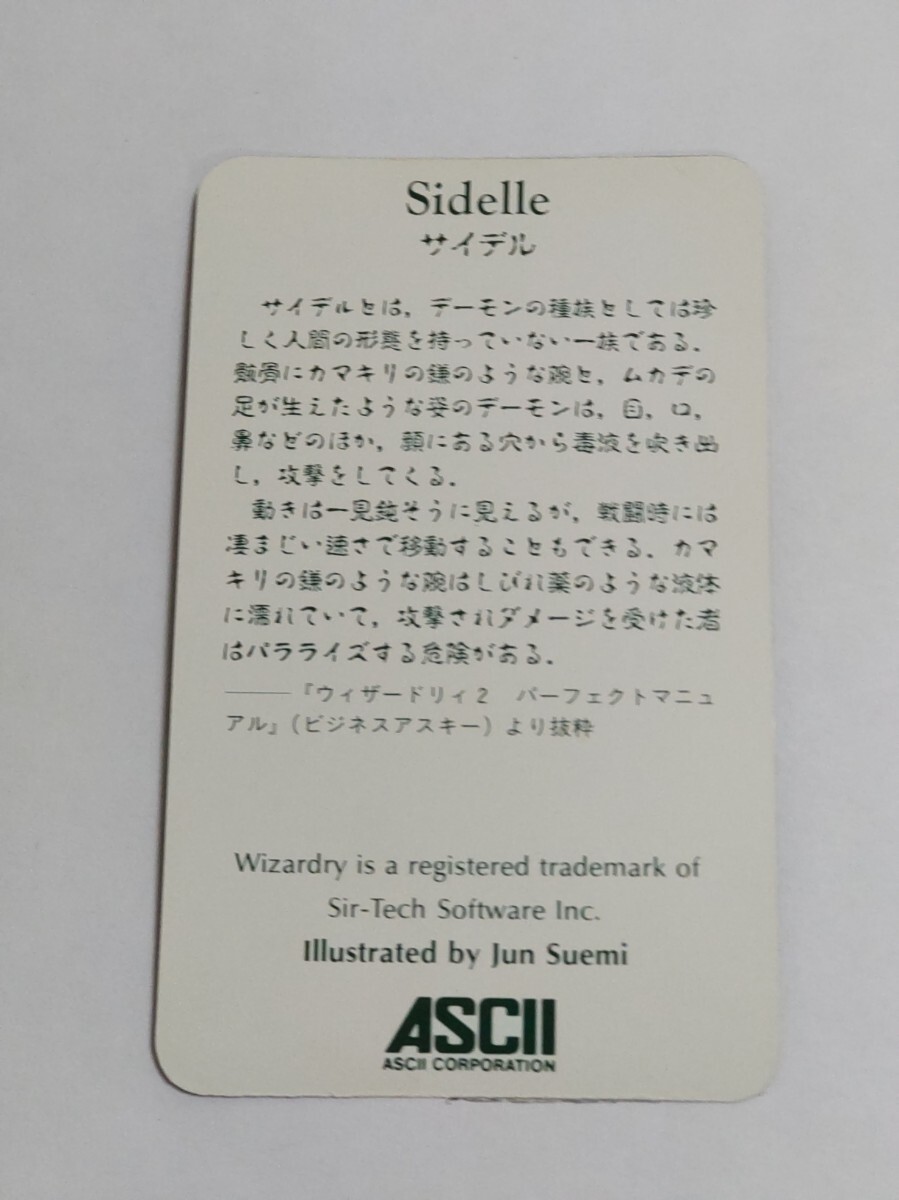 Sidelle
サイデル
サイデルとは，デーモンの種族としては珍
しく人間の形態を持っていない一族である．
骸骨にカマキリの鎌のような腕と，ムカデの
足が生えたような姿のデーモンは，目，口，
鼻などのほか，顔にある穴から毒液を吹き出
し，攻撃をしてくる．
動きは一見鈍そうに見えるが，戦闘時には
凄まじい速さで移動することもできる．カマ
キリの鎌のような腕はしびれ薬のような液体
に濡れていて，攻撃されダメージを受けた者
はパラライズする危険がある．
――『ウィザードリィ２　パーフェクトマニュ
アル』（ビジネスアスキー）より抜粋
Wizardry is a registered trademark of
Sir-Tech Software Inc.
Illustrated by Jun Suemi
ASCII
ASCII CORPORATION